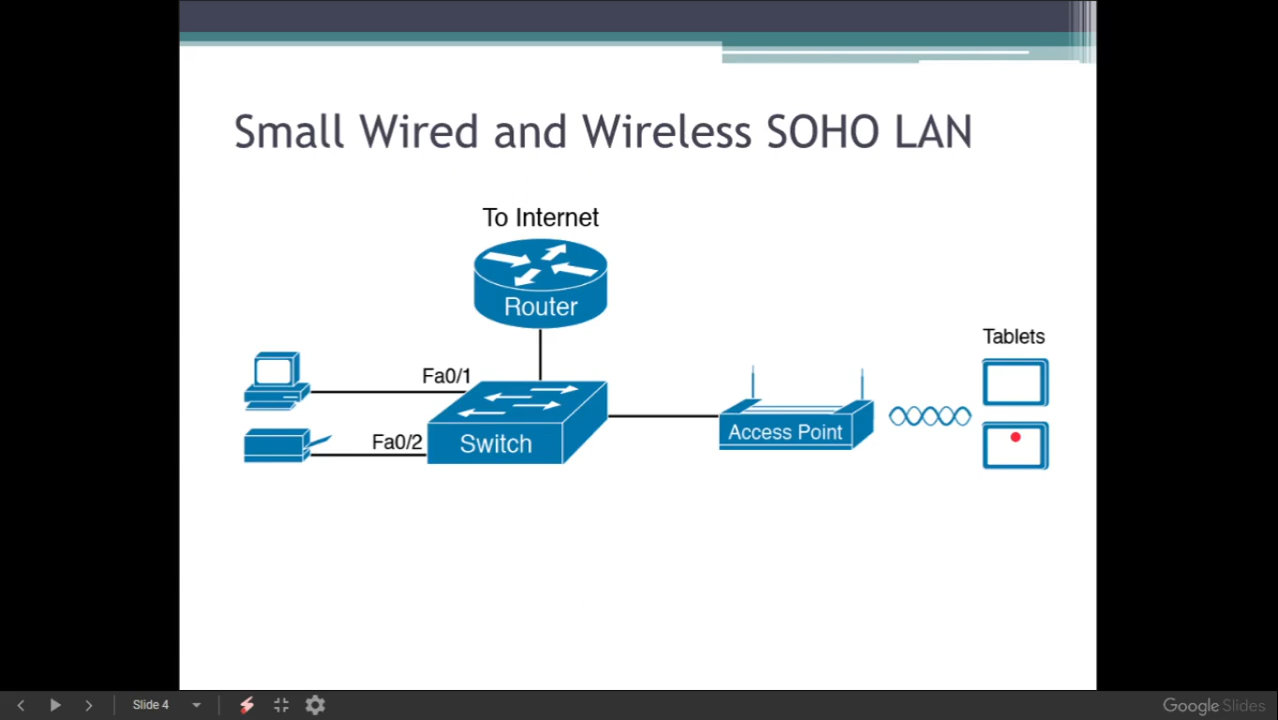 Small Wired and Wireless SOHO LAN
To Internet
Router
Tablets
Fa0/1
Fa0/2
Switch
Access Point
Slide 4
Google Slides